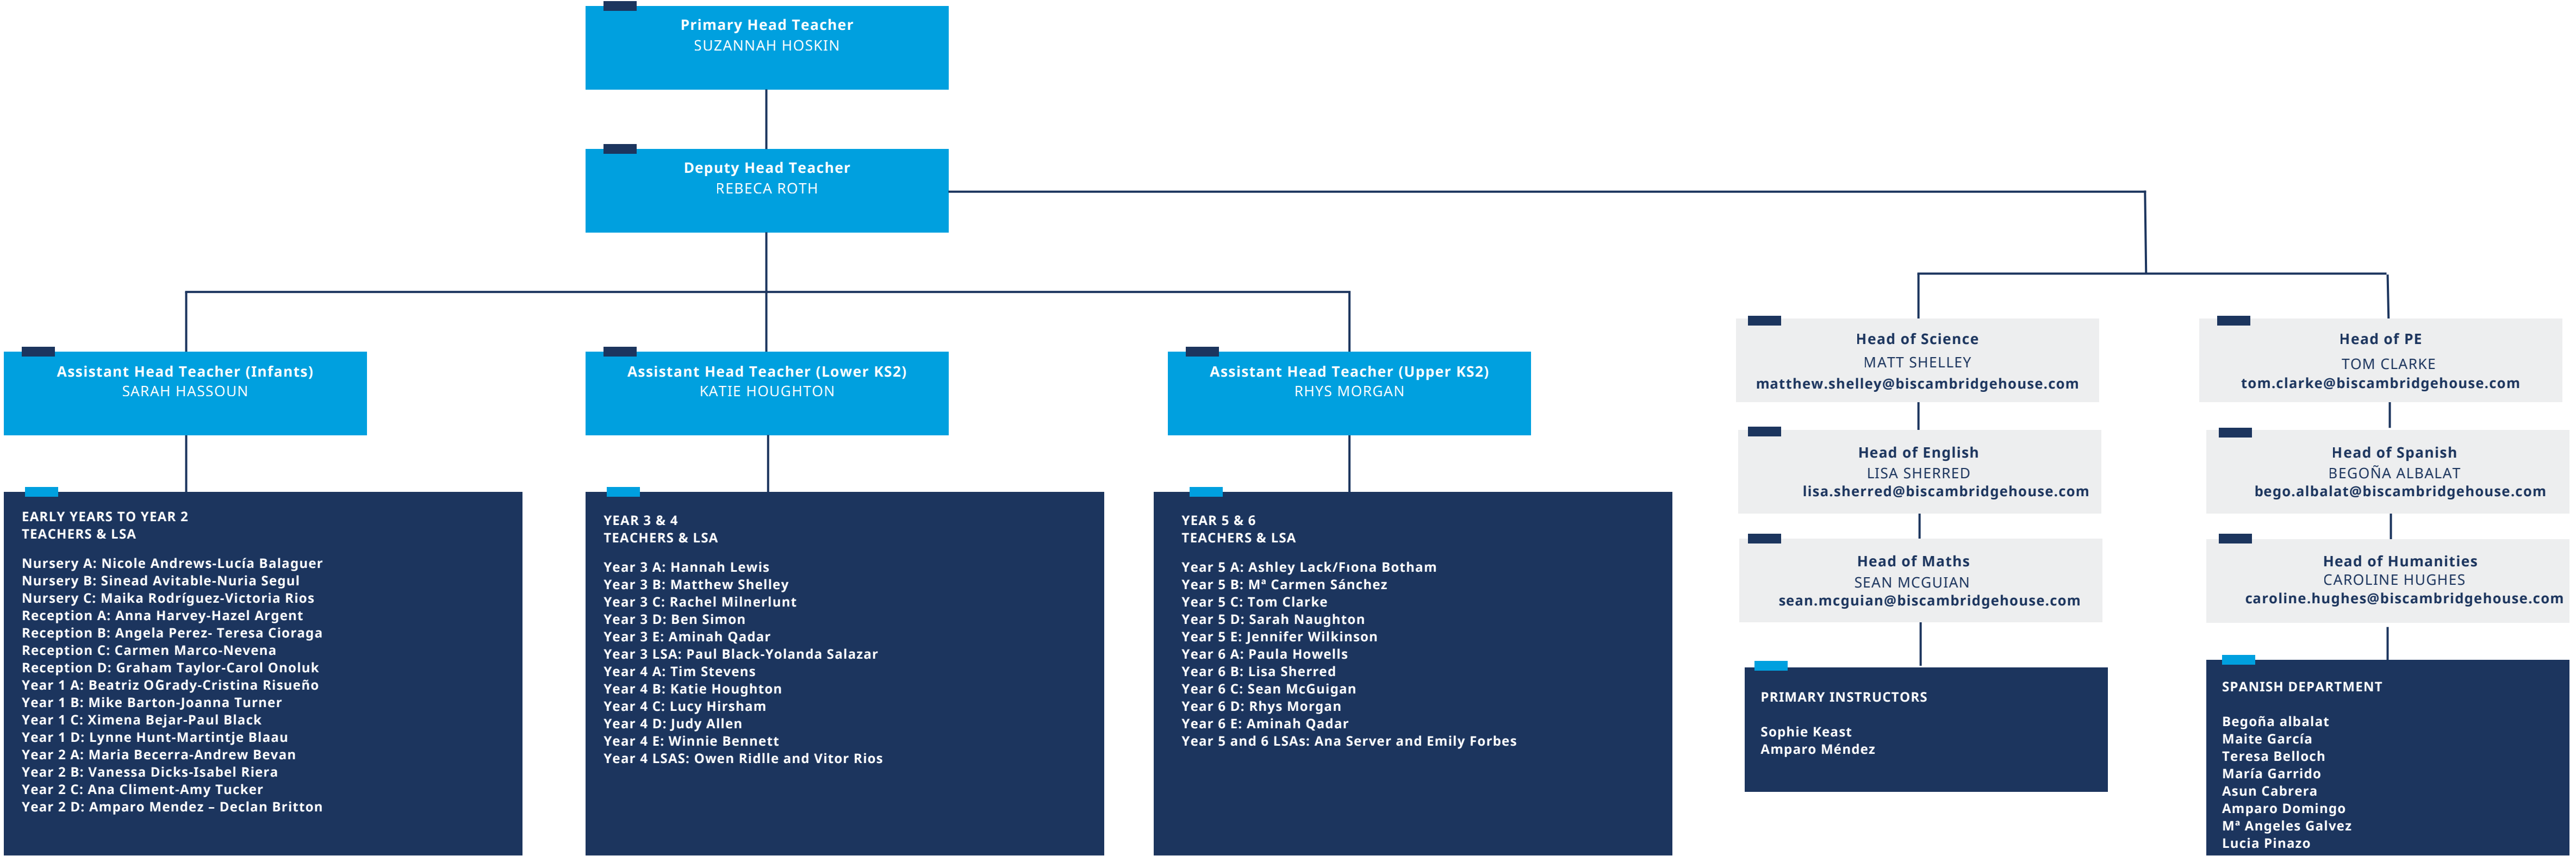 Primary Head Teacher
SUZANNAH HOSKIN
Deputy Head Teacher
REBECA ROTH
Assistant Head Teacher (Infants)
SARAH HASSOUN
Assistant Head Teacher (Lower KS2)
KATIE HOUGHTON
Assistant Head Teacher (Upper KS2)
RHYS MORGAN
EARLY YEARS TO YEAR 2
TEACHERS & LSA
Nursery A: Nicole Andrews-Lucía Balaguer
Nursery B: Sinead Avitable-Nuria Segul
Nursery C: Maika Rodríguez-Victoria Rios
Reception A: Anna Harvey-Hazel Argent
Reception B: Angela Perez- Teresa Cioraga
Reception C: Carmen Marco-Nevena
Reception D: Graham Taylor-Carol Onoluk
Year 1 A: Beatriz OGrady-Cristina Risueño
Year 1 B: Mike Barton-Joanna Turner
Year 1 C: Ximena Bejar-Paul Black
Year 1 D: Lynne Hunt-Martintje Blaau
Year 2 A: Maria Becerra-Andrew Bevan
Year 2 B: Vanessa Dicks-Isabel Riera
Year 2 C: Ana Climent-Amy Tucker
Year 2 D: Amparo Mendez – Declan Britton
YEAR 3 & 4
TEACHERS & LSA
Year 3 A: Hannah Lewis
Year 3 B: Matthew Shelley
Year 3 C: Rachel Milnerlunt
Year 3 D: Ben Simon
Year 3 E: Aminah Qadar
Year 3 LSA: Paul Black-Yolanda Salazar
Year 4 A: Tim Stevens
Year 4 B: Katie Houghton
Year 4 C: Lucy Hirsham
Year 4 D: Judy Allen
Year 4 E: Winnie Bennett
Year 4 LSAS: Owen Ridlle and Vitor Rios
YEAR 5 & 6
TEACHERS & LSA
Year 5 A: Ashley Lack/Fıona Botham
Year 5 B: Mª Carmen Sánchez
Year 5 C: Tom Clarke
Year 5 D: Sarah Naughton
Year 5 E: Jennifer Wilkinson
Year 6 A: Paula Howells
Year 6 B: Lisa Sherred
Year 6 C: Sean McGuigan
Year 6 D: Rhys Morgan
Year 6 E: Aminah Qadar
Year 5 and 6 LSAs: Ana Server and Emily Forbes
Head of Science
MATT SHELLEY
matthew.shelley@biscambridgehouse.com
Head of English
LISA SHERRED
lisa.sherred@biscambridgehouse.com
Head of Maths
SEAN MCGUIAN
sean.mcguian@biscambridgehouse.com
PRIMARY INSTRUCTORS
Sophie Keast
Amparo Méndez
Head of PE
TOM CLARKE
tom.clarke@biscambridgehouse.com
Head of Spanish
BEGOÑA ALBALAT
bego.albalat@biscambridgehouse.com
Head of Humanities
CAROLINE HUGHES
caroline.hughes@biscambridgehouse.com
SPANISH DEPARTMENT
Begoña albalat
Maite García
Teresa Belloch
María Garrido
Asun Cabrera
Amparo Domingo
Mª Angeles Galvez
Lucia Pinazo